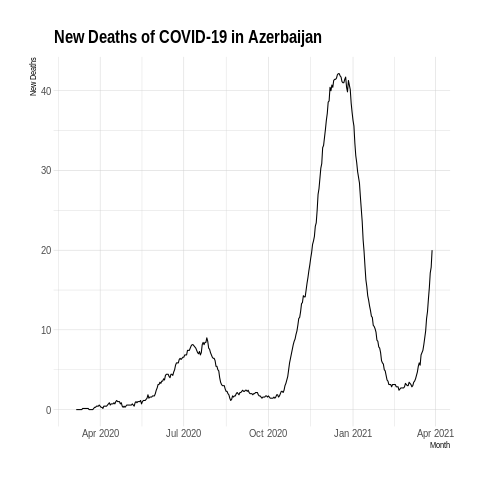 New Deaths of COVID-19 in Azerbaijan
New Deaths
40
30
20
10
0
Apr 2020 Jul 2020 Oct 2020 Jan 2021 Apr 2021
Month